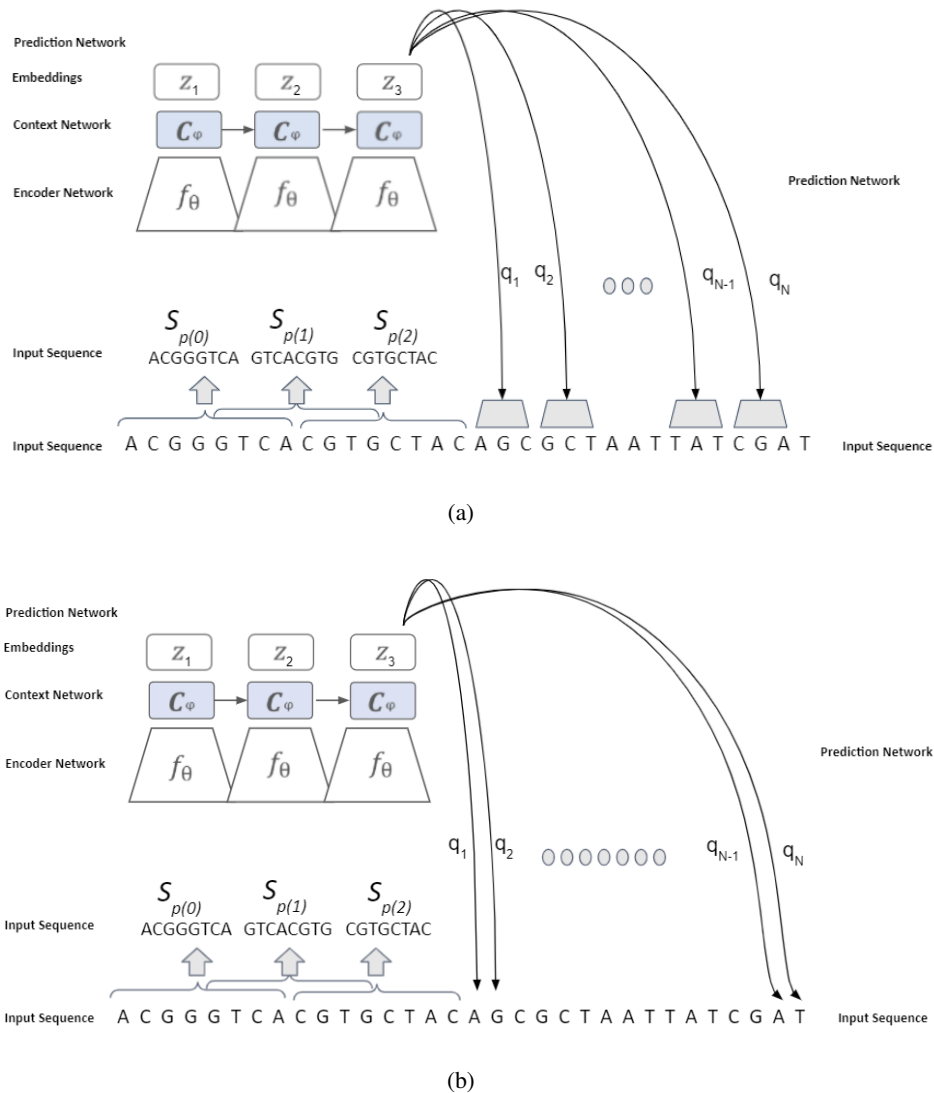 Prediction Network
Embeddings
Z1 Z2 Z3
Context Network
Cφ Cφ Cφ
Encoder Network
fθ fθ fθ
Prediction Network
q1 q2 qN-1 qN
Sp(0) Sp(1) Sp(2)
Input Sequence
ACGGGTCA GTCACGTG CGTGCTAC
Input Sequence
A C G G G T C A C G T G C T A C A G C G C T A A T T A T C G A T
Input Sequence
(a)
Prediction Network
Embeddings
Z1 Z2 Z3
Context Network
Cφ Cφ Cφ
Encoder Network
fθ fθ fθ
Prediction Network
q1 q2 qN-1 qN
Sp(0) Sp(1) Sp(2)
Input Sequence
ACGGGTCA GTCACGTG CGTGCTAC
Input Sequence
A C G G G T C A C G T G C T A C A G C G C T A A T T A T C G A T
Input Sequence
(b)